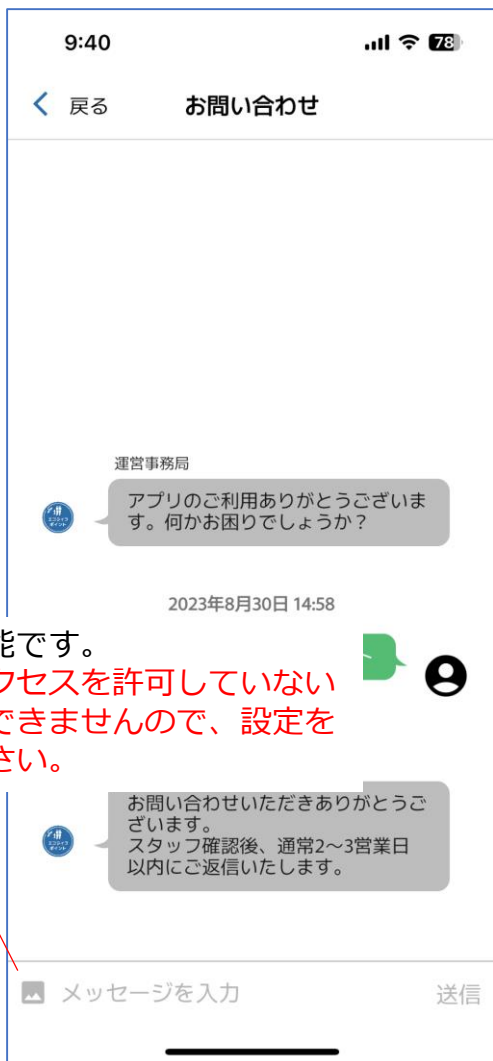 9:40
78
戻る
お問い合わせ
運営事務局
アプリのご利用ありがとうございま
す。何かお困りでしょうか？
2023年8月30日 14:58
能です。
アクセスを許可していない
できませんので、設定を
さい。
お問い合わせいただきありがとうご
ざいます。
スタッフ確認後、通常2～3営業日
以内にご返信いたします。
メッセージを入力
送信